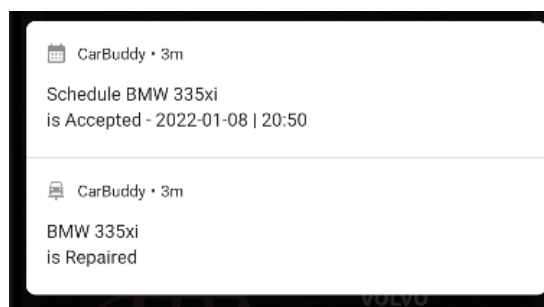 CarBuddy • 3m
Schedule BMW 335xi
is Accepted - 2022-01-08 | 20:50
CarBuddy • 3m
BMW 335xi
is Repaired
VOLVO